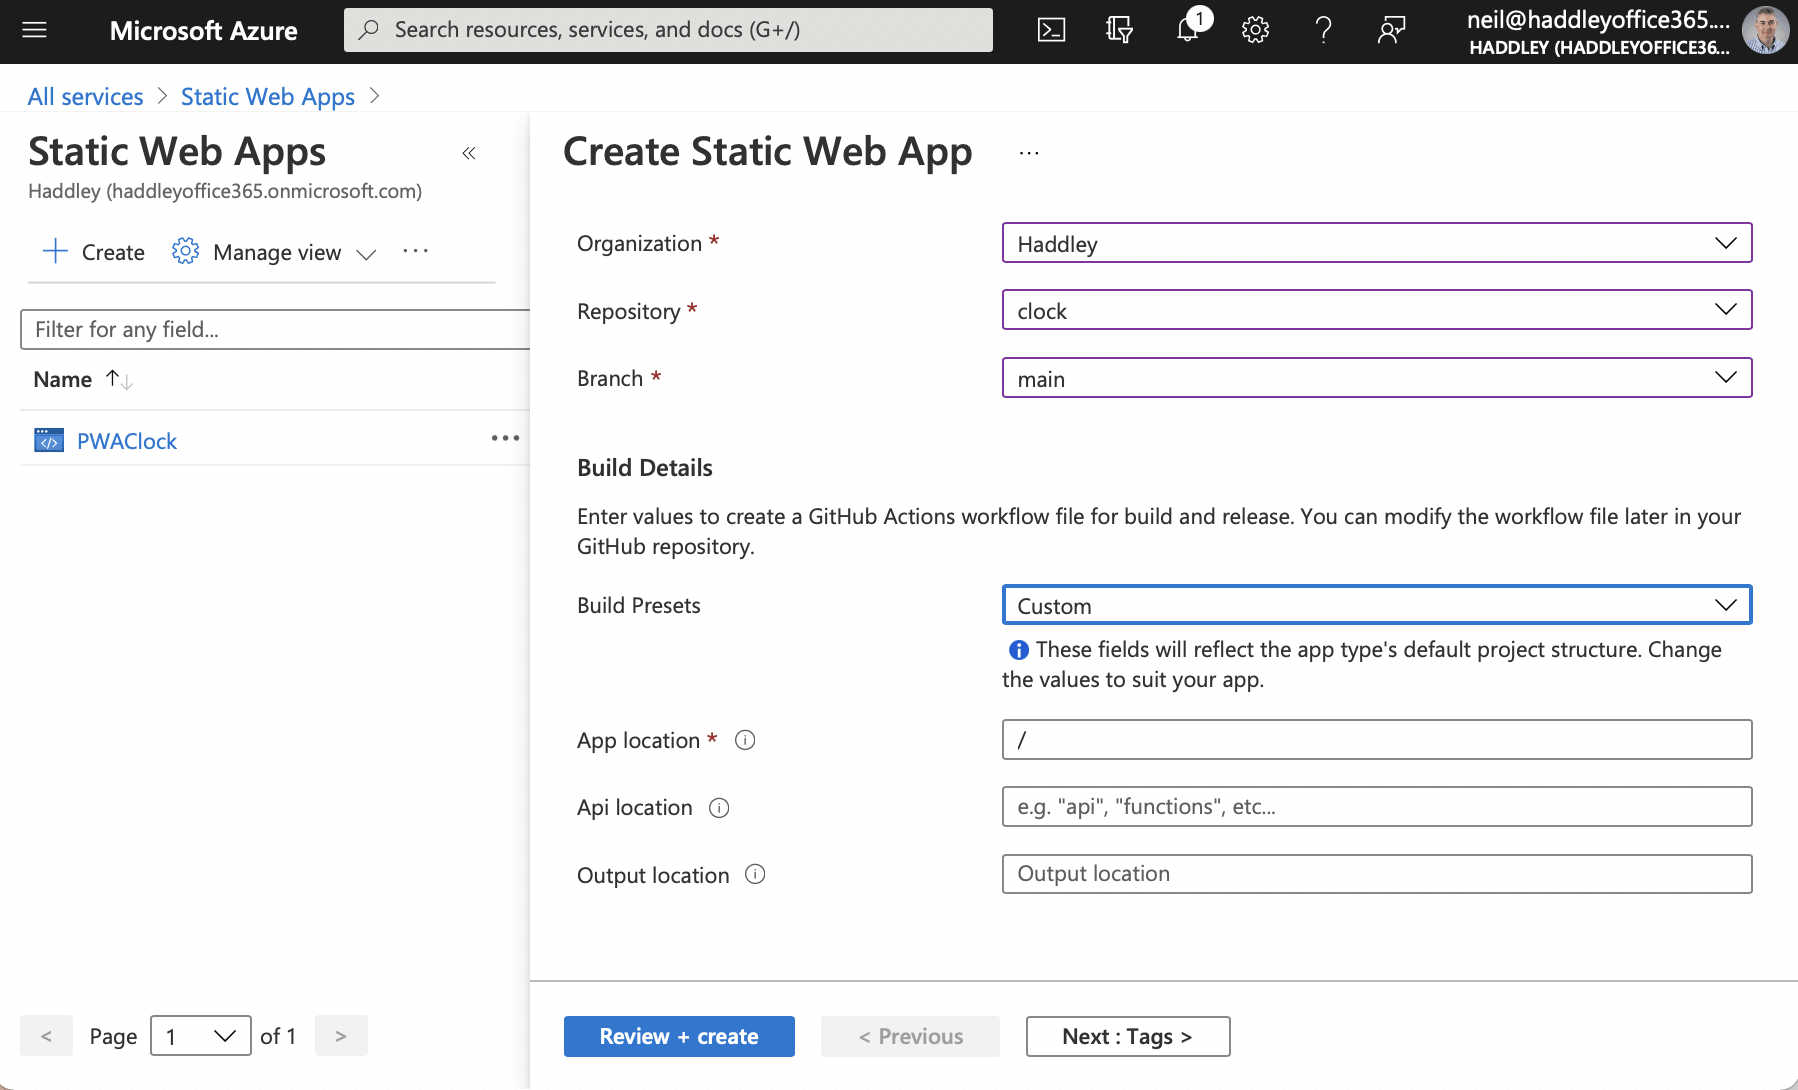 Microsoft Azure
Search resources, services, and docs (G+/)
1
neil@haddleyoffice365....
HADDLEY (HADDLEYOFFICE36...
All services > Static Web Apps >
Static Web Apps
«
Haddley (haddleyoffice365.onmicrosoft.com)
+ Create
Manage view
...
Filter for any field...
Name ↑↓
PWAClock
...
Page 1 of 1
<
>
Create Static Web App
...
Organization *
Haddley
Repository *
clock
Branch *
main
Build Details
Enter values to create a GitHub Actions workflow file for build and release. You can modify the workflow file later in your
GitHub repository.
Build Presets
Custom
These fields will reflect the app type's default project structure. Change
the values to suit your app.
App location *
/
Api location
e.g. "api", "functions", etc...
Output location
Output location
Review + create
< Previous
Next : Tags >